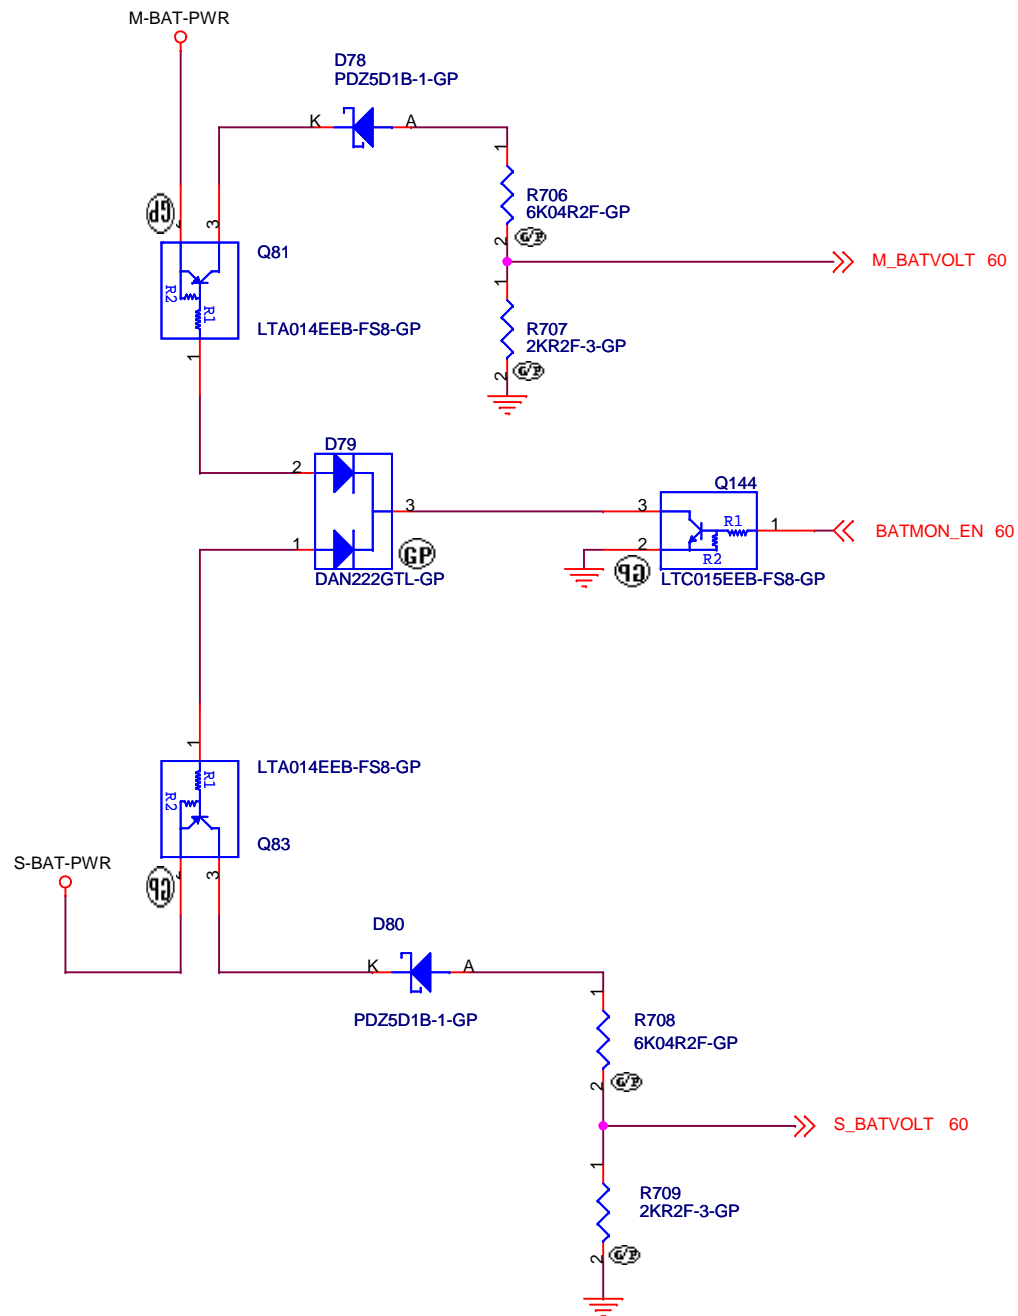 M-BAT-PWR
D78
PDZ5D1B-1-GP
K
A
1
R706
6K04R2F-GP
2
G/P
GP
3
Q81
R2
R1
LTA014EEB-FS8-GP
1
M_BATVOLT 60
1
R707
2KR2F-3-GP
2
G/P
D79
2
3
1
GP
DAN222GTL-GP
Q144
3
R1
1
BATMON_EN 60
2
R2
GP
LTC015EEB-FS8-GP
1
LTA014EEB-FS8-GP
R1
R2
Q83
S-BAT-PWR
GP
3
D80
K
A
PDZ5D1B-1-GP
1
R708
6K04R2F-GP
2
G/P
S_BATVOLT 60
1
R709
2KR2F-3-GP
2
G/P